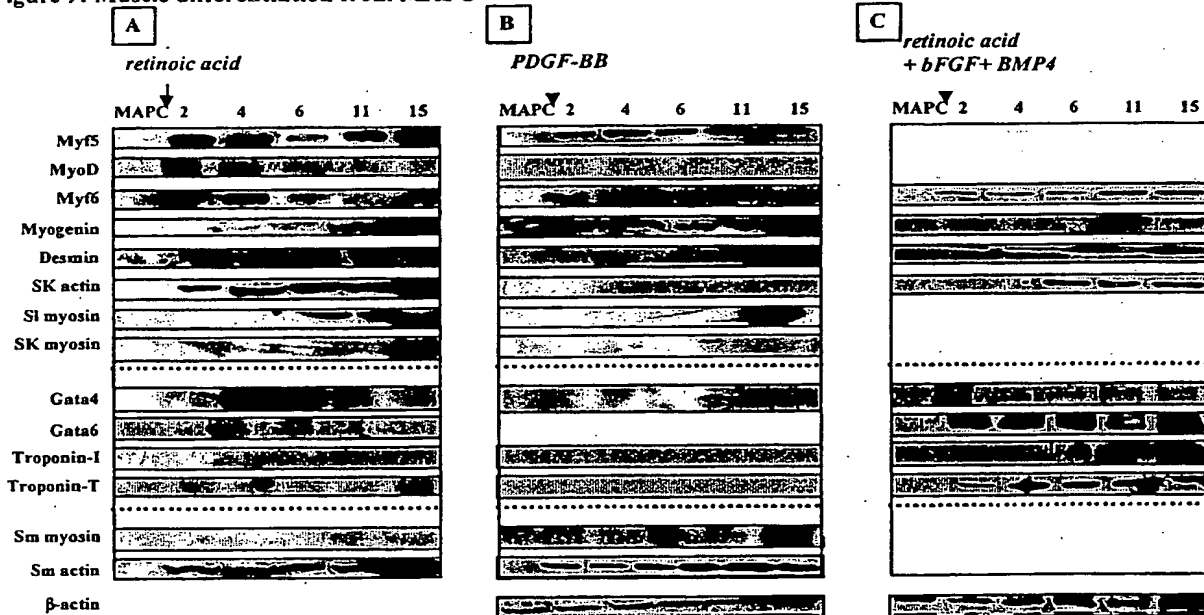 A B C
retinoic acid PDGF-BB retinoic acid
+ bFGF+ BMP4
MAPC 2 4 6 11 15 MAPC 2 4 6 11 15 MAPC 2 4 6 11 15
Myf5
MyoD
Myf6
Myogenin
Desmin
SK actin
Sl myosin
SK myosin
Gata4
Gata6
Troponin-I
Troponin-T
Sm myosin
Sm actin
β-actin